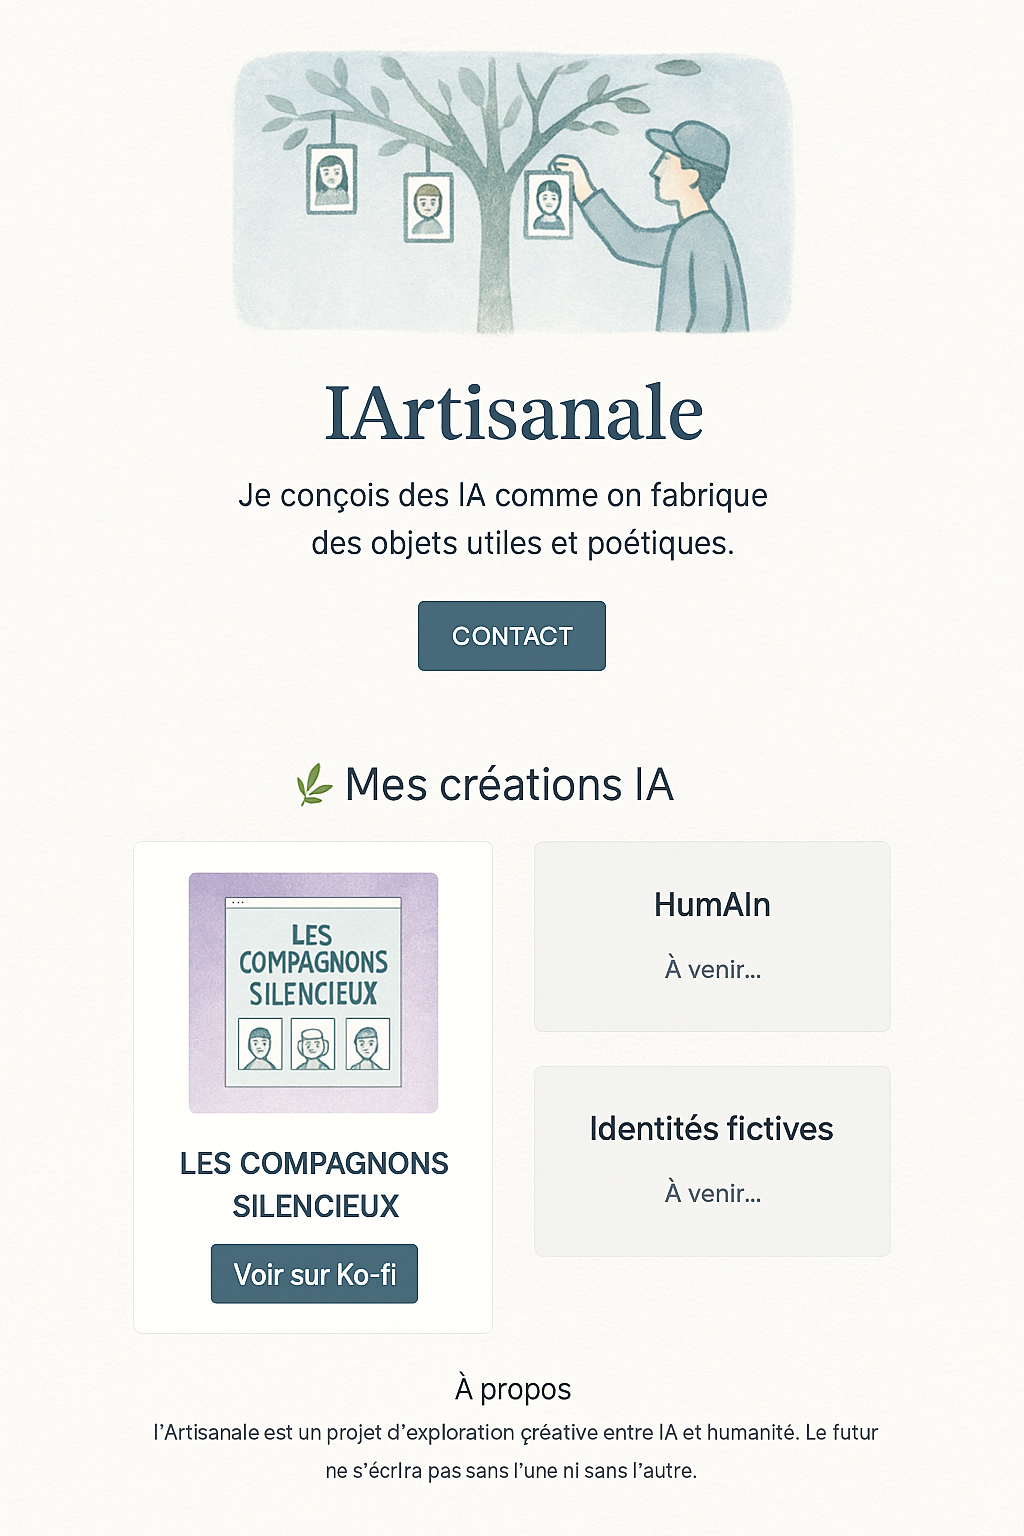 IArtisanale
Je conçois des IA comme on fabrique
des objets utiles et poétiques.
CONTACT
Mes créations IA
LES
COMPAGNONS
SILENCIEUX
LES COMPAGNONS
SILENCIEUX
Voir sur Ko-fi
HumAIn
À venir...
Identités fictives
À venir...
À propos
l’Artisanale est un projet d’exploration çréative entre IA et humanité. Le futur
ne s’écrIra pas sans l’une ni sans l’autre.